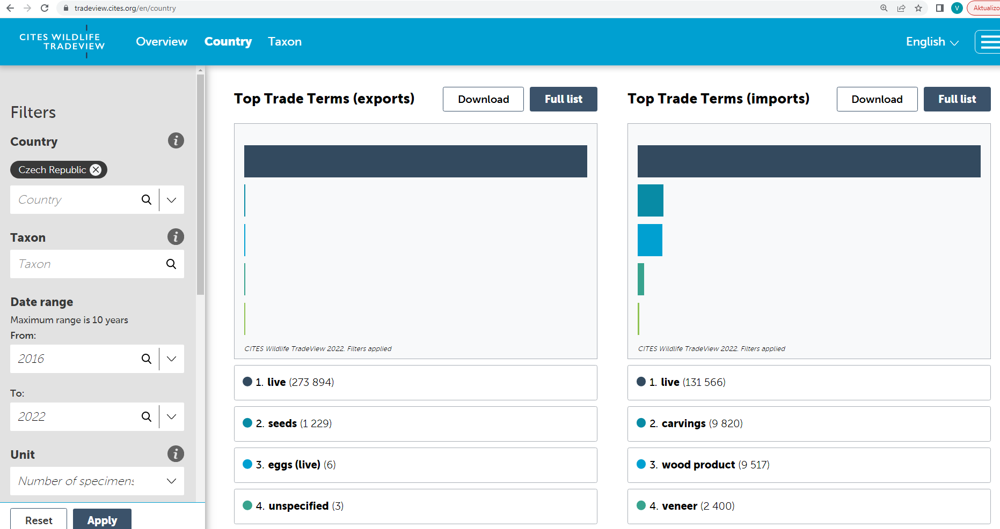 tradeview.cites.org/en/country
V
Aktualizo
CITES WILDLIFE
TRADEVIEW
Overview
Country
Taxon
English
Filters
Country
Czech Republic
Country
Taxon
Taxon
Date range
Maximum range is 10 years
From:
2016
To:
2022
Unit
Number of specimens
Reset
Apply
Top Trade Terms (exports)
Download
Full list
CITES Wildlife TradeView 2022. Filters applied
1. live (273 894)
2. seeds (1 229)
3. eggs (live) (6)
4. unspecified (3)
Top Trade Terms (imports)
Download
Full list
CITES Wildlife TradeView 2022. Filters applied
1. live (131 566)
2. carvings (9 820)
3. wood product (9 517)
4. veneer (2 400)